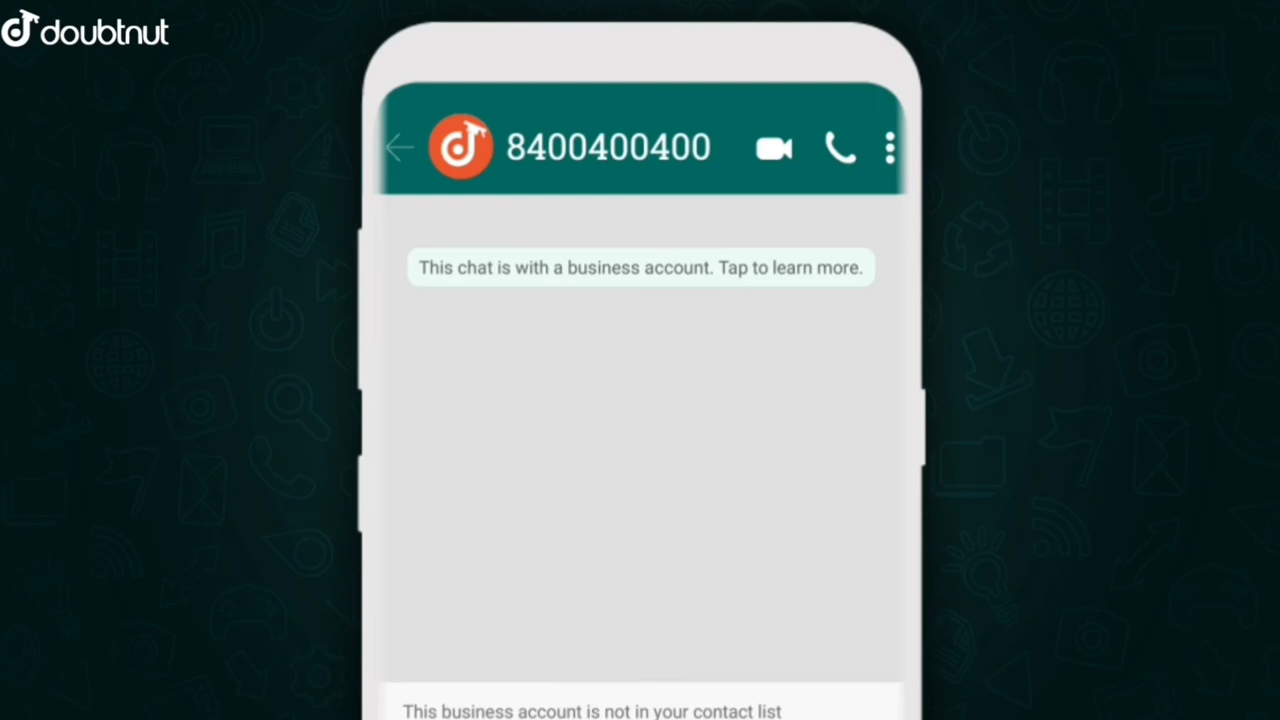 doubtnut
8400400400
This chat is with a business account. Tap to learn more.
This business account is not in your contact list